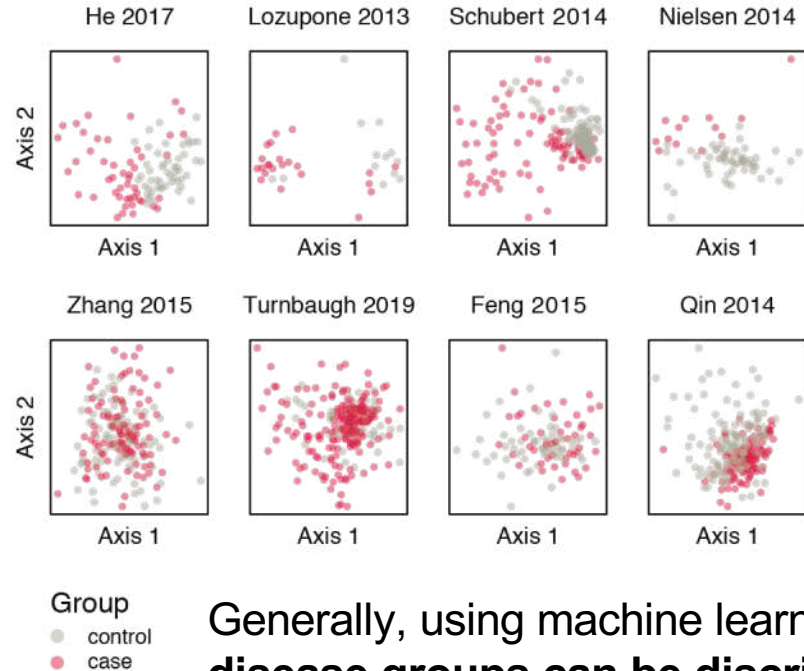 He 2017
Lozupone 2013
Schubert 2014
Nielsen 2014
Axis 2
Axis 1
Axis 1
Axis 1
Axis 1
Zhang 2015
Turnbaugh 2019
Feng 2015
Qin 2014
Axis 2
Axis 1
Axis 1
Axis 1
Axis 1
Group
control
case
Generally, using machine learn
disease groups can be discri